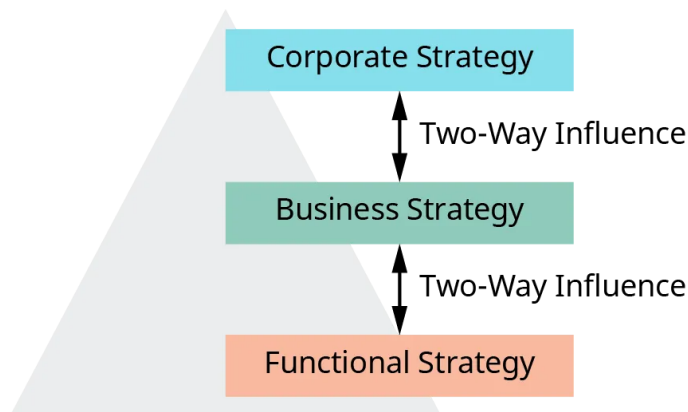 Corporate Strategy
Two-Way Influence
Business Strategy
Two-Way Influence
Functional Strategy